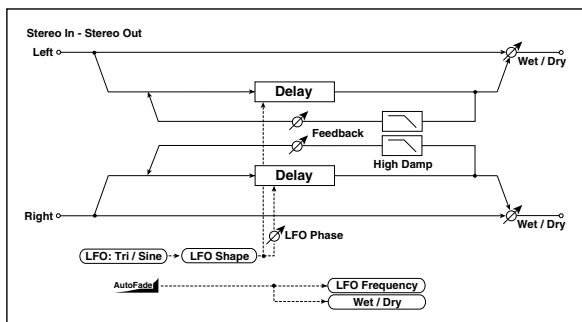 Stereo In - Stereo Out
Left
Wet / Dry
Delay
Feedback
High Damp
Delay
Right
Wet / Dry
LFO Phase
LFO: Tri / Sine
LFO Shape
AutoFade
LFO Frequency
Wet / Dry